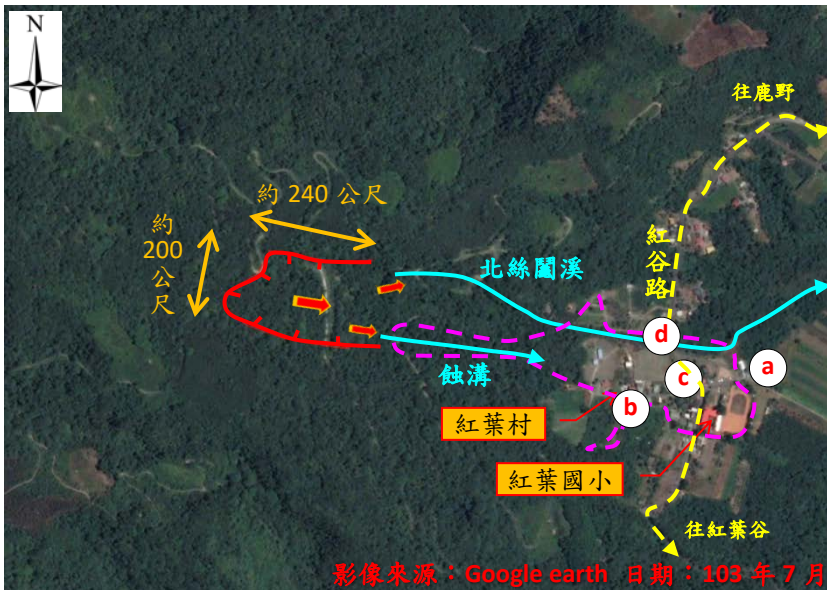 N
往鹿野
約 240 公尺
約
200
公
尺
紅
谷
路
北絲鬮溪
d
a
蝕溝
c
b
紅葉村
紅葉國小
往紅葉谷
影像來源：Google earth 日期：103 年 7 月